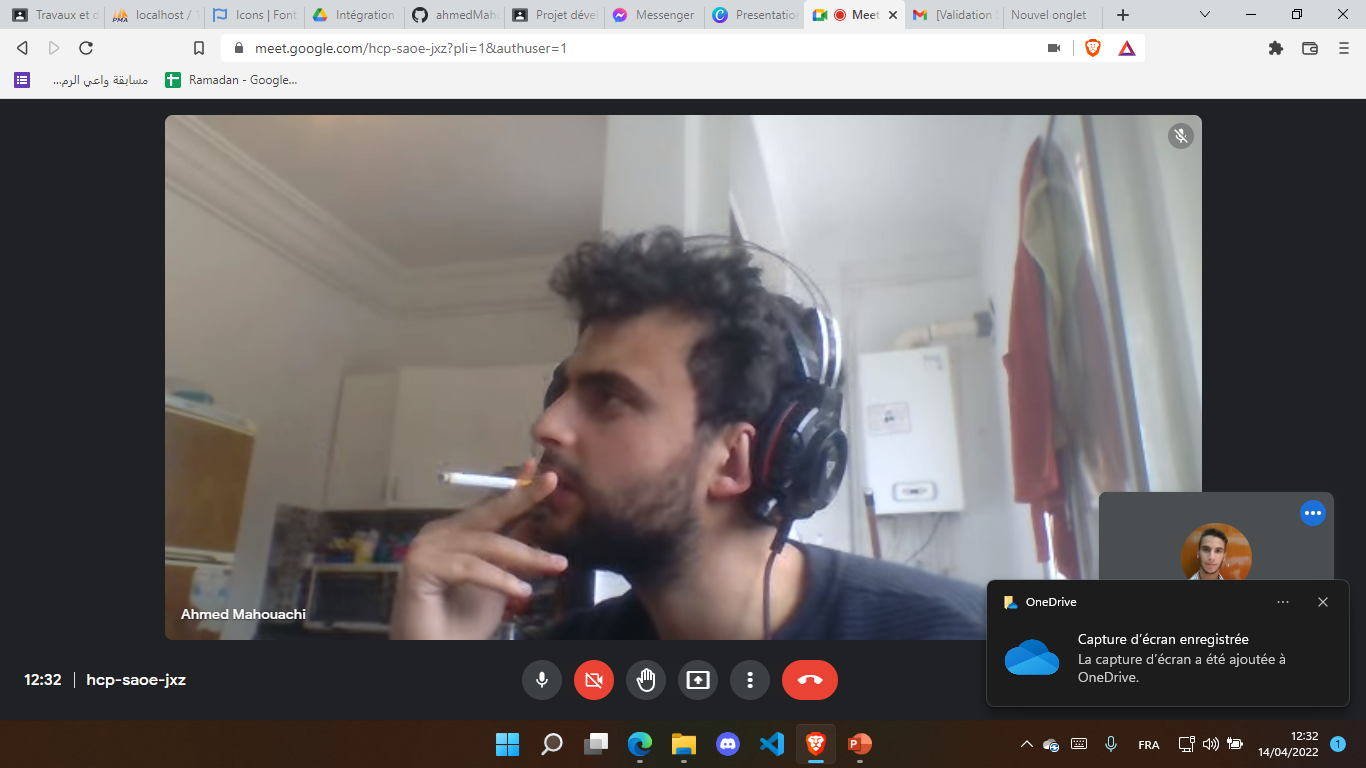 Travaux et d
localhost / 1
Icons | Font
Intégration
ahmedMah
Projet déve
Messenger
Presentation
Meet
[Validation S
Nouvel onglet
meet.google.com/hcp-saoe-jxz?pli=1&authuser=1
مسابقة واعي الرم...
Ramadan - Google...
Ahmed Mahouachi
OneDrive
Capture d'écran enregistrée
La capture d'écran a été ajoutée à
OneDrive.
12:32 | hcp-saoe-jxz
FRA
12:32
14/04/2022
1